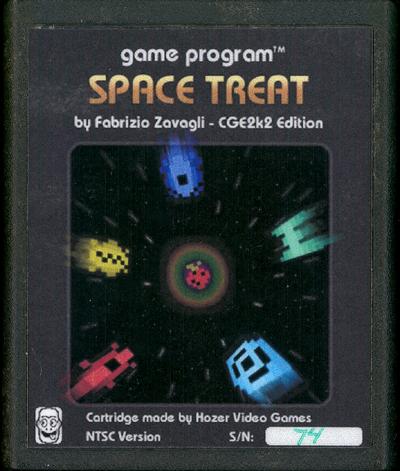 game program™
SPACE TREAT
by Fabrizio Zavagli - CGE2k2 Edition
Cartridge made by Hozer Video Games
NTSC Version S/N: 74